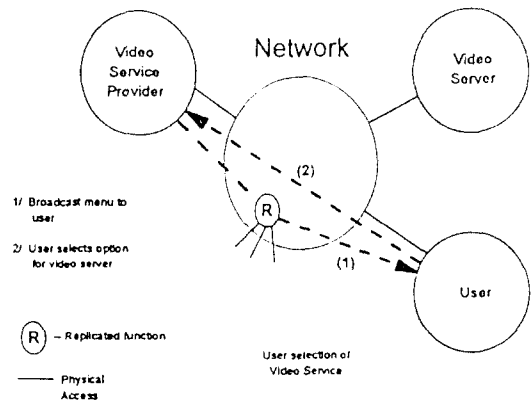 Video
Service
Provider
Network
Video
Server
(2)
R
(1)
User
1/ Broadcast menu to
user
2/ User selects option
for video server
R – Replicated function
Physical
Access
User selection of
Video Service